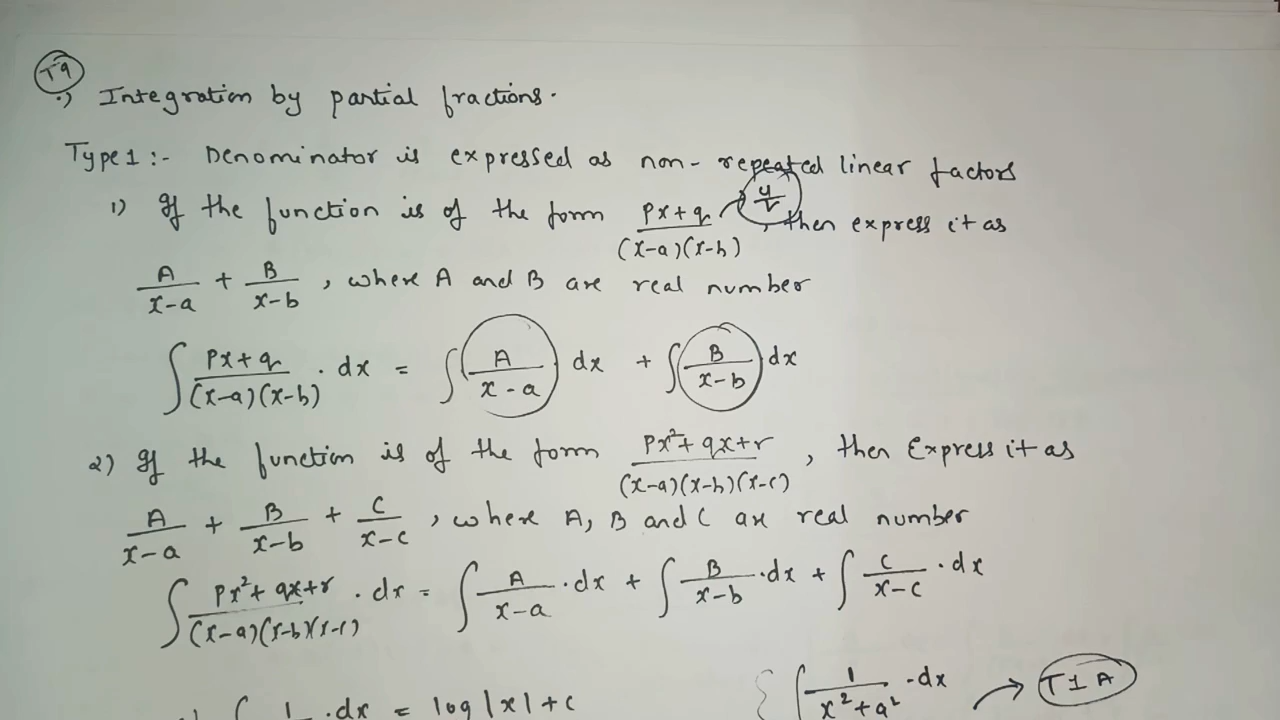 T9
•) Integration by partial fractions.
Type 1 :- Denominator is expressed as non-repeated linear factors
1) If the function is of the form (px+q)/((x-a)(x-b)) , then express it as
A/(x-a) + B/(x-b) , where A and B are real number
∫ (px+q)/((x-a)(x-b)) . dx = ∫ A/(x-a) dx + ∫ B/(x-b) dx
2) If the function is of the form (px²+qx+r)/((x-a)(x-b)(x-c)) , then Express it as
A/(x-a) + B/(x-b) + C/(x-c) , where A, B and C are real number
∫ (px²+qx+r)/((x-a)(x-b)(x-c)) . dx = ∫ A/(x-a) . dx + ∫ B/(x-b) . dx + ∫ C/(x-c) . dx
∫ 1 . dx = log |x| + c { ∫ 1/(x²+a²) . dx → T1A